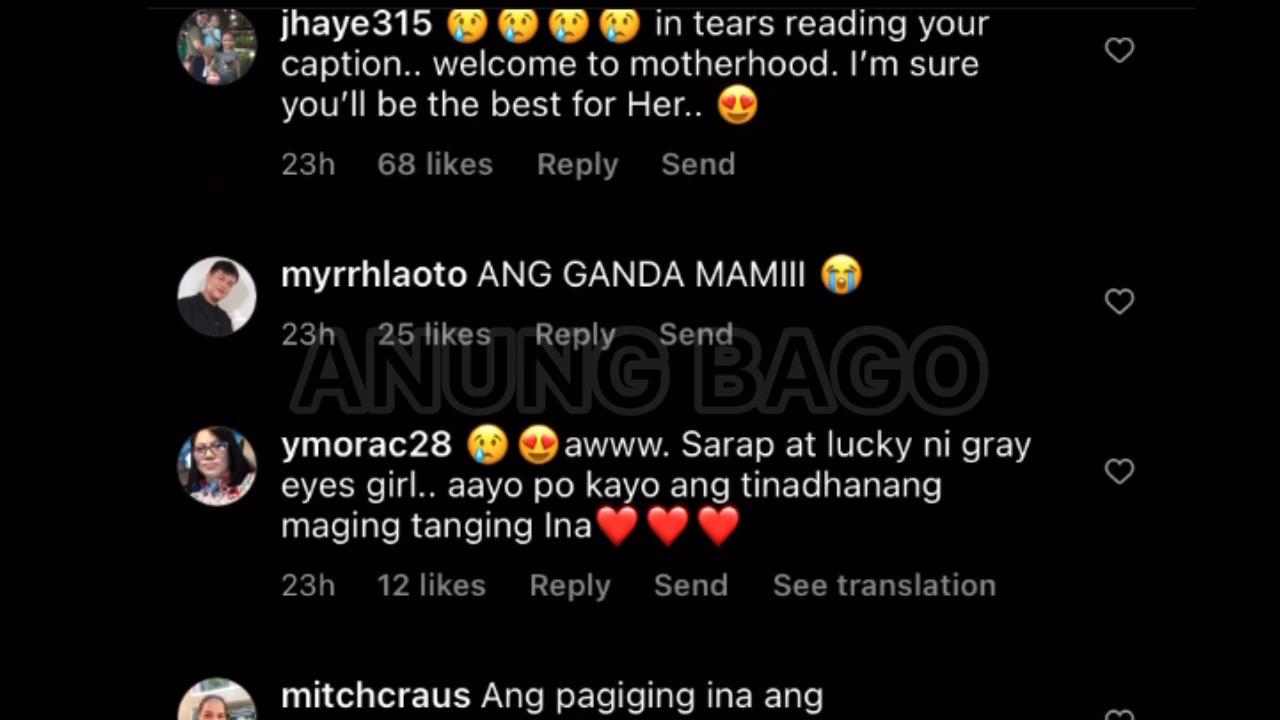 jhaye315 😢😢😢😢 in tears reading your
caption.. welcome to motherhood. I’m sure
you’ll be the best for Her.. 😍
23h 68 likes Reply Send
myrrhlaoto ANG GANDA MAMIII 😭
23h 25 likes Reply Send
ANUNG BAGO
ymorac28 😢😍awww. Sarap at lucky ni gray
eyes girl.. aayo po kayo ang tinadhanang
maging tanging Ina❤️❤️❤️
23h 12 likes Reply Send See translation
mitchcraus Ang pagiging ina ang